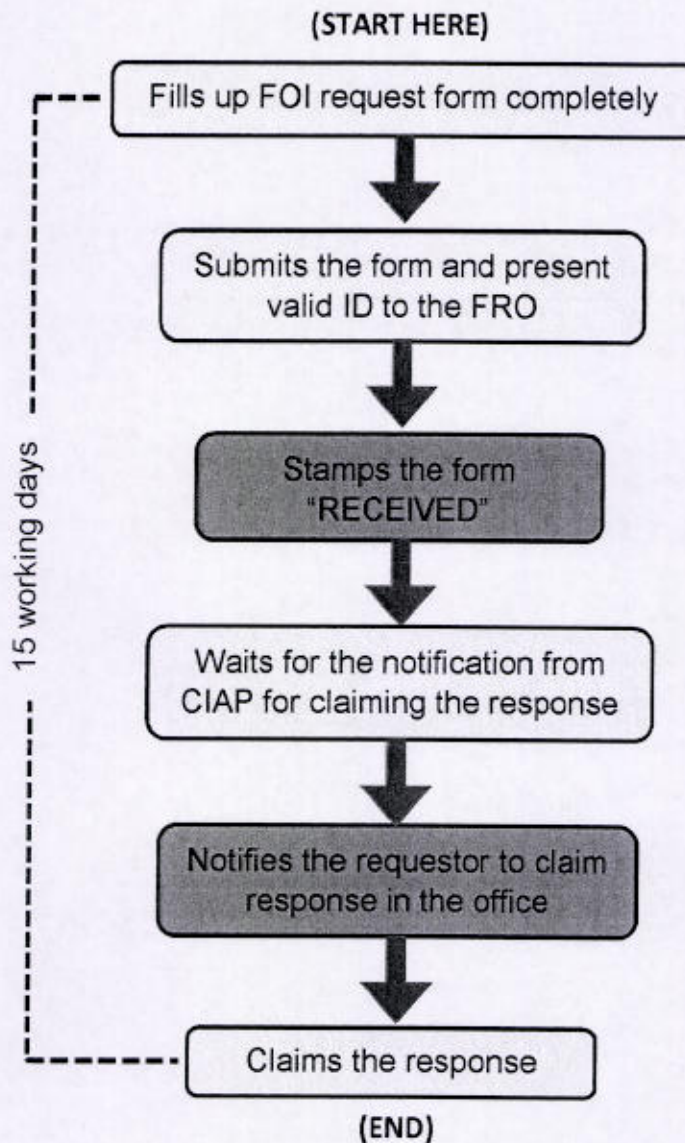 (START HERE)
Fills up FOI request form completely
Submits the form and present
valid ID to the FRO
Stamps the form
“RECEIVED”
Waits for the notification from
CIAP for claiming the response
Notifies the requestor to claim
response in the office
Claims the response
(END)
15 working days